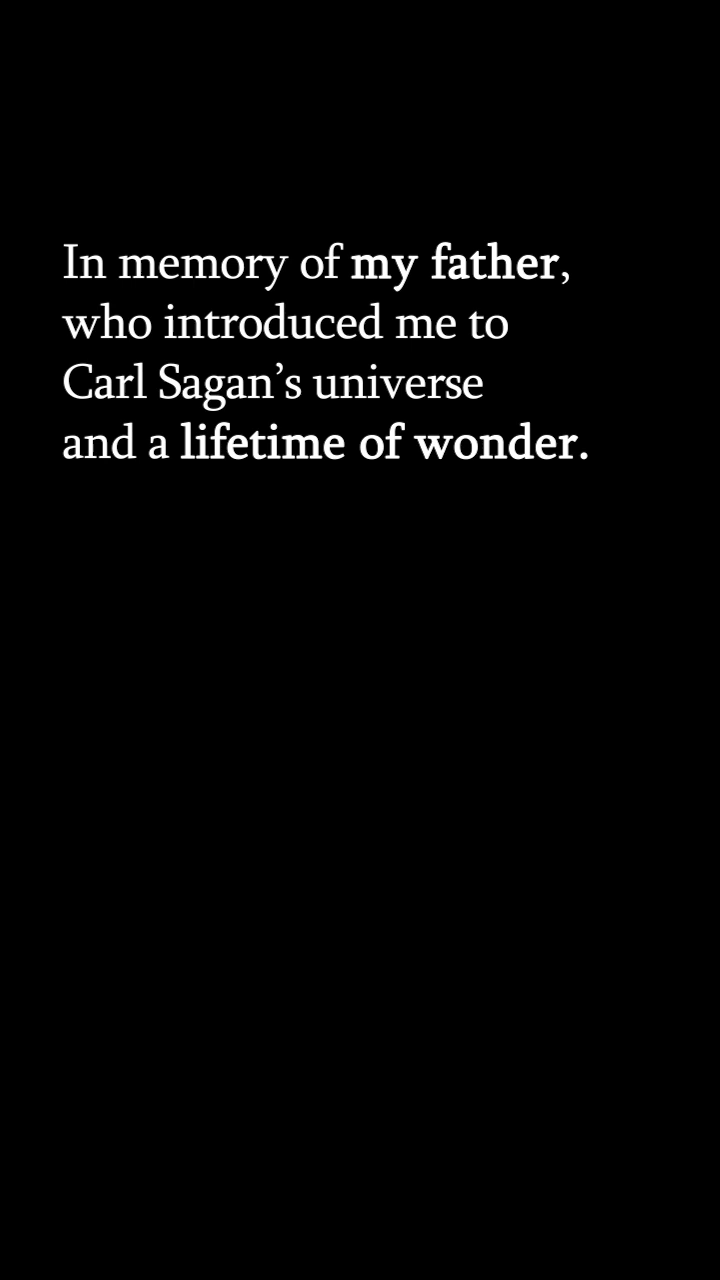 In memory of my father,
who introduced me to
Carl Sagan’s universe
and a lifetime of wonder.